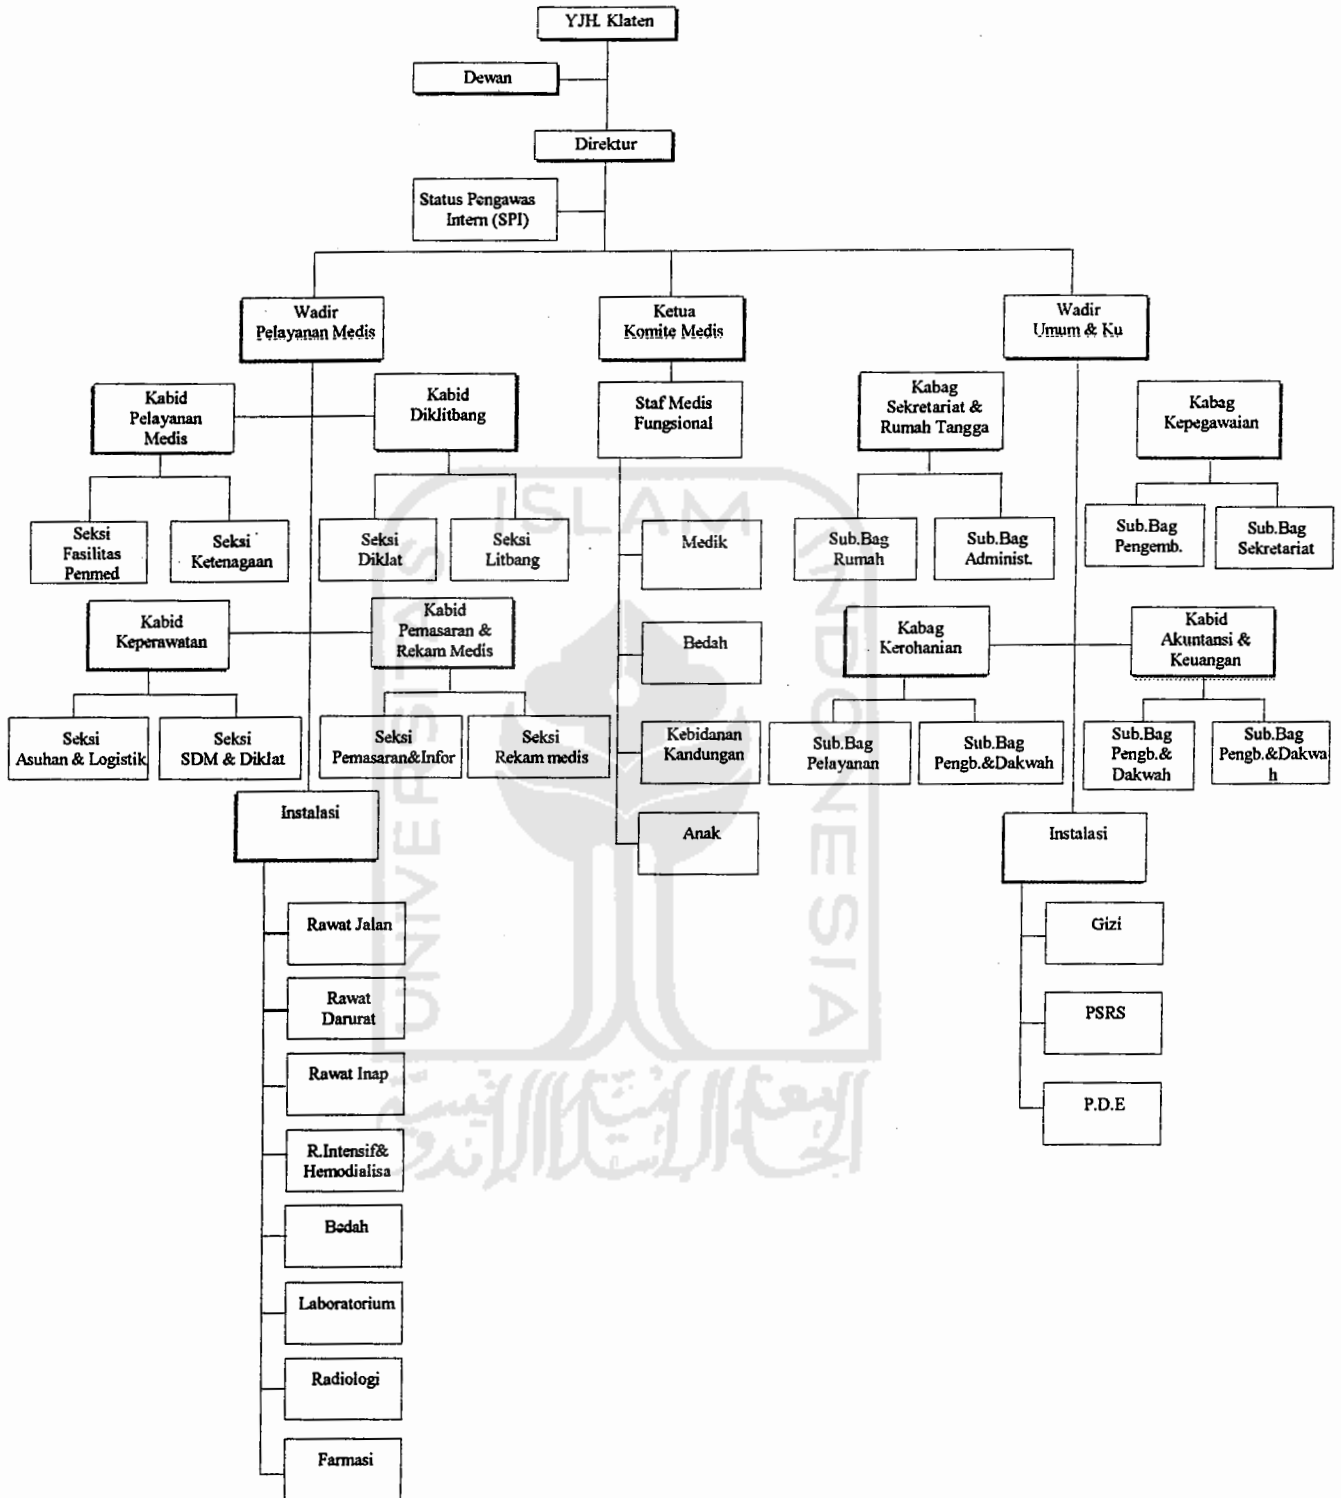 YJH. Klaten
Dewan
Direktur
Status Pengawas
Intern (SPI)
Wadir
Pelayanan Medis
Ketua
Komite Medis
Wadir
Umum & Ku
Kabid
Pelayanan
Medis
Kabid
Diklitbang
Staf Medis
Fungsional
Kabag
Sekretariat &
Rumah Tangga
Kabag
Kepegawaian
Seksi
Fasilitas
Penmed
Seksi
Ketenagaan
Seksi
Diklat
Seksi
Litbang
Medik
Sub.Bag
Rumah
Sub.Bag
Administ.
Sub.Bag
Pengemb.
Sub.Bag
Sekretariat
Kabid
Keperawatan
Kabid
Pemasaran &
Rekam Medis
Bedah
Kabag
Kerohanian
Kabid
Akuntansi &
Keuangan
Seksi
Asuhan & Logistik
Seksi
SDM & Diklat
Seksi
Pemasaran&Infor
Seksi
Rekam medis
Kebidanan
Kandungan
Sub.Bag
Pelayanan
Sub.Bag
Pengb.&Dakwah
Sub.Bag
Pengb.&
Dakwah
Sub.Bag
Pengb.&Dakwa
h
Instalasi
Anak
Instalasi
Rawat Jalan
Rawat
Darurat
Rawat Inap
R.Intensif&
Hemodialisa
Bedah
Laboratorium
Radiologi
Farmasi
Gizi
PSRS
P.D.E
UNIVERSITAS
ISLAM
INDONESIA